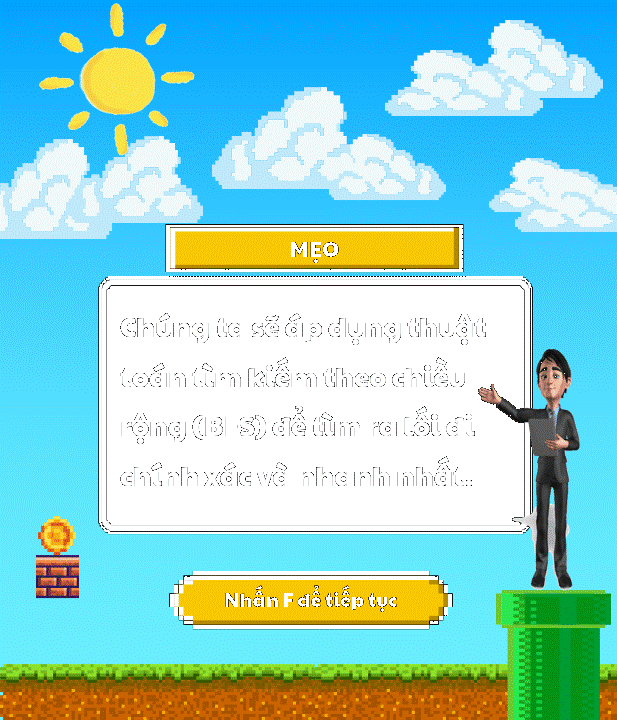 MẸO
Chúng ta sẽ áp dụng thuật
toán tìm kiếm theo chiều
rộng (BFS) để tìm ra lối đi
chính xác và nhanh nhất.
Nhấn F để tiếp tục